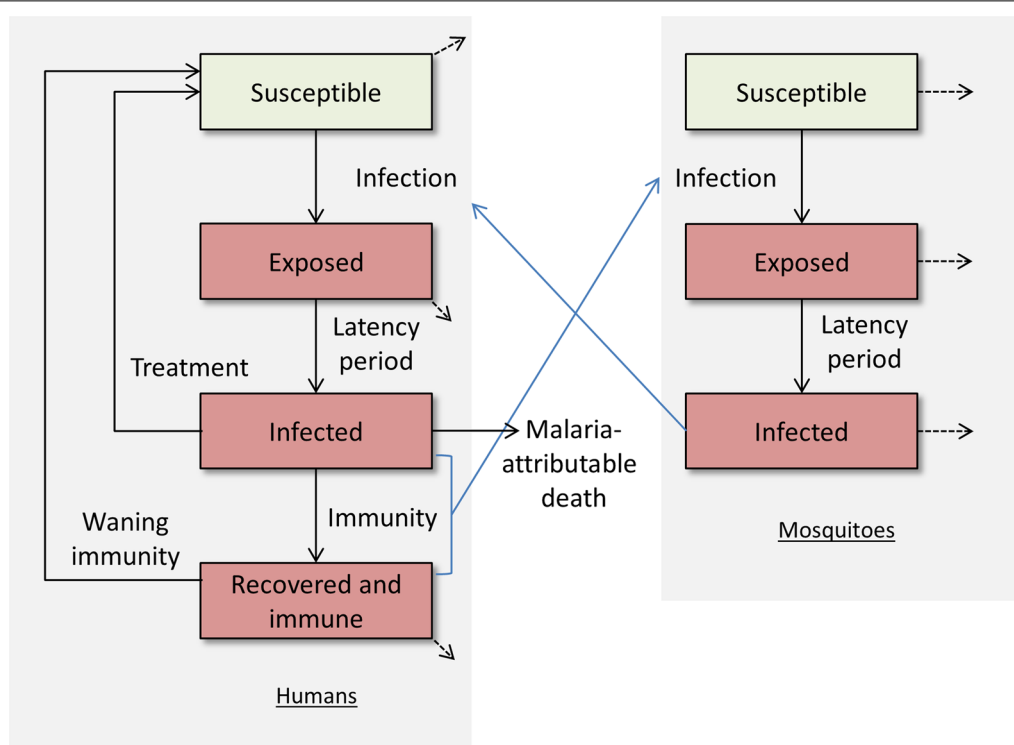 Susceptible
Infection
Exposed
Latency
period
Treatment
Infected
Malaria-
attributable
death
Immunity
Waning
immunity
Recovered and
immune
Humans
Susceptible
Infection
Exposed
Latency
period
Infected
Mosquitoes